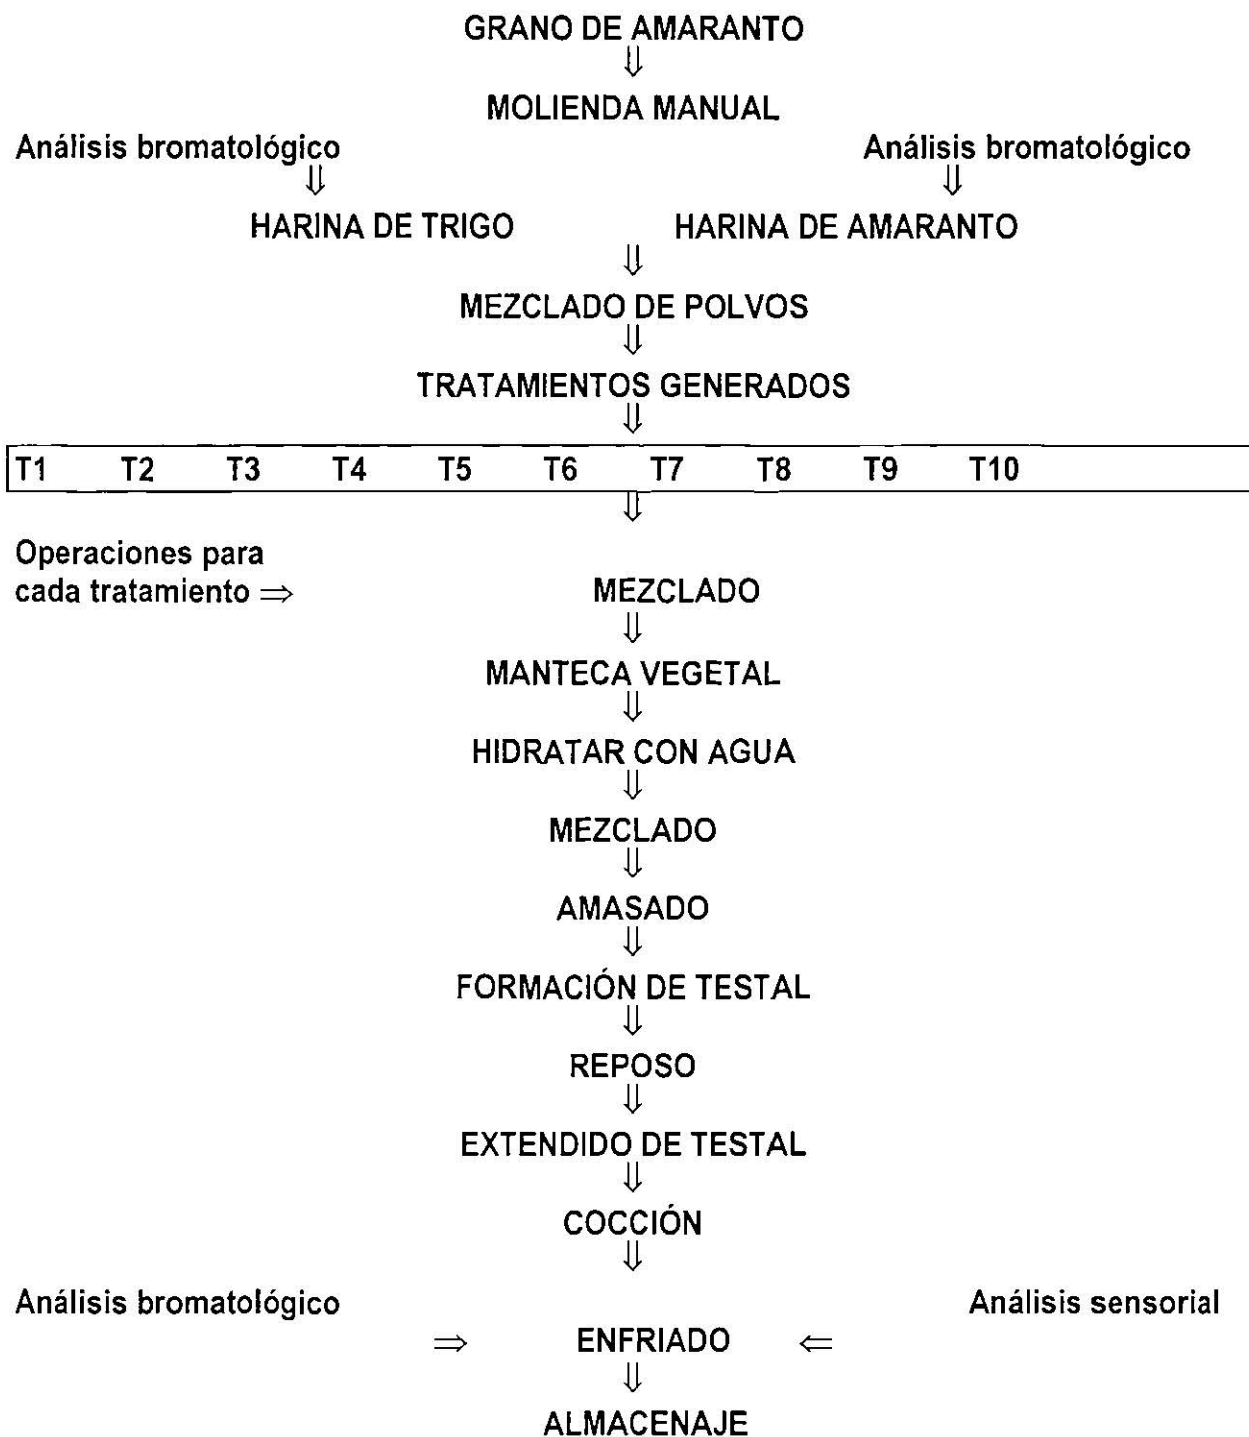 GRANO DE AMARANTO
⇓
MOLIENDA MANUAL
Análisis bromatológico Análisis bromatológico
⇓ ⇓
HARINA DE TRIGO HARINA DE AMARANTO
⇓
MEZCLADO DE POLVOS
⇓
TRATAMIENTOS GENERADOS
⇓
T1 T2 T3 T4 T5 T6 T7 T8 T9 T10
⇓
Operaciones para
cada tratamiento ⇒ MEZCLADO
⇓
MANTECA VEGETAL
⇓
HIDRATAR CON AGUA
⇓
MEZCLADO
⇓
AMASADO
⇓
FORMACIÓN DE TESTAL
⇓
REPOSO
⇓
EXTENDIDO DE TESTAL
⇓
COCCIÓN
⇓
Análisis bromatológico Análisis sensorial
⇒ ENFRIADO ⇐
⇓
ALMACENAJE